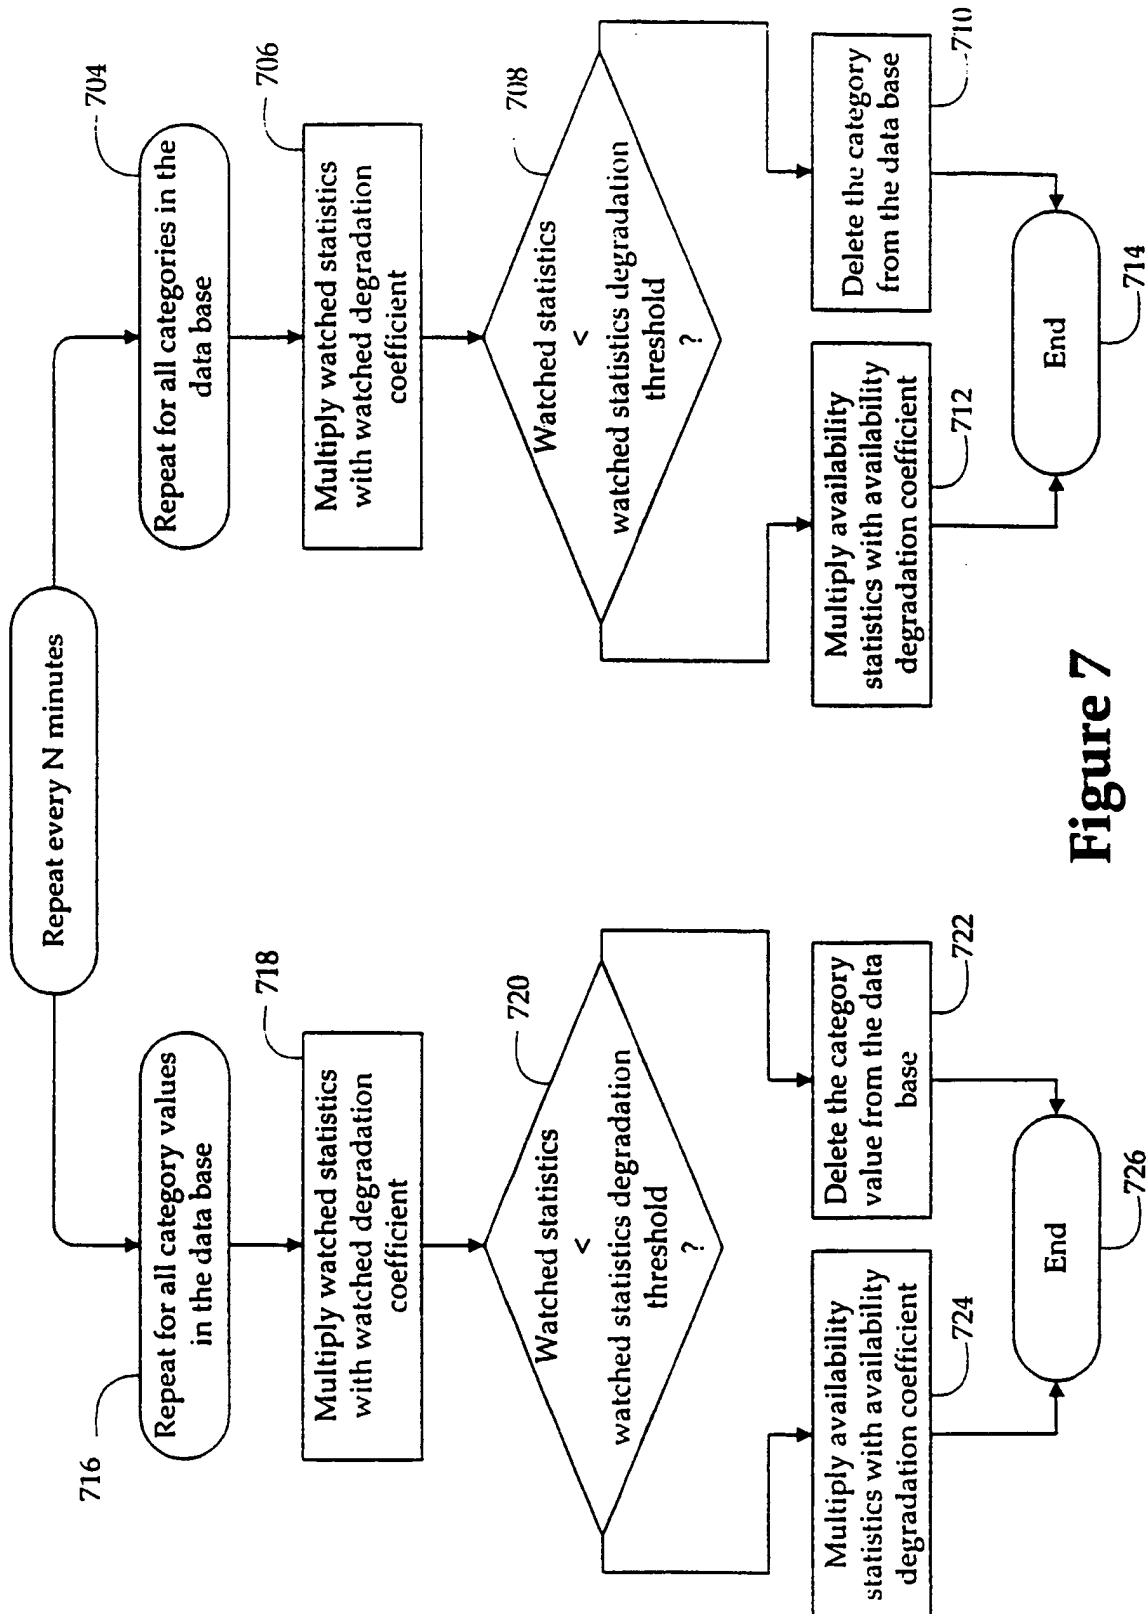 Repeat every N minutes
716
Repeat for all category values
in the data base
718
Multiply watched statistics
with watched degradation
coefficient
720
Watched statistics
<
watched statistics degradation
threshold
?
Multiply availability
statistics with availability
degradation coefficient
724
Delete the category
value from the data
base
722
End
726
704
Repeat for all categories in the
data base
706
Multiply watched statistics
with watched degradation
coefficient
708
Watched statistics
<
watched statistics degradation
threshold
?
Multiply availability
statistics with availability
degradation coefficient
712
Delete the category
from the data base
710
End
714
Figure 7